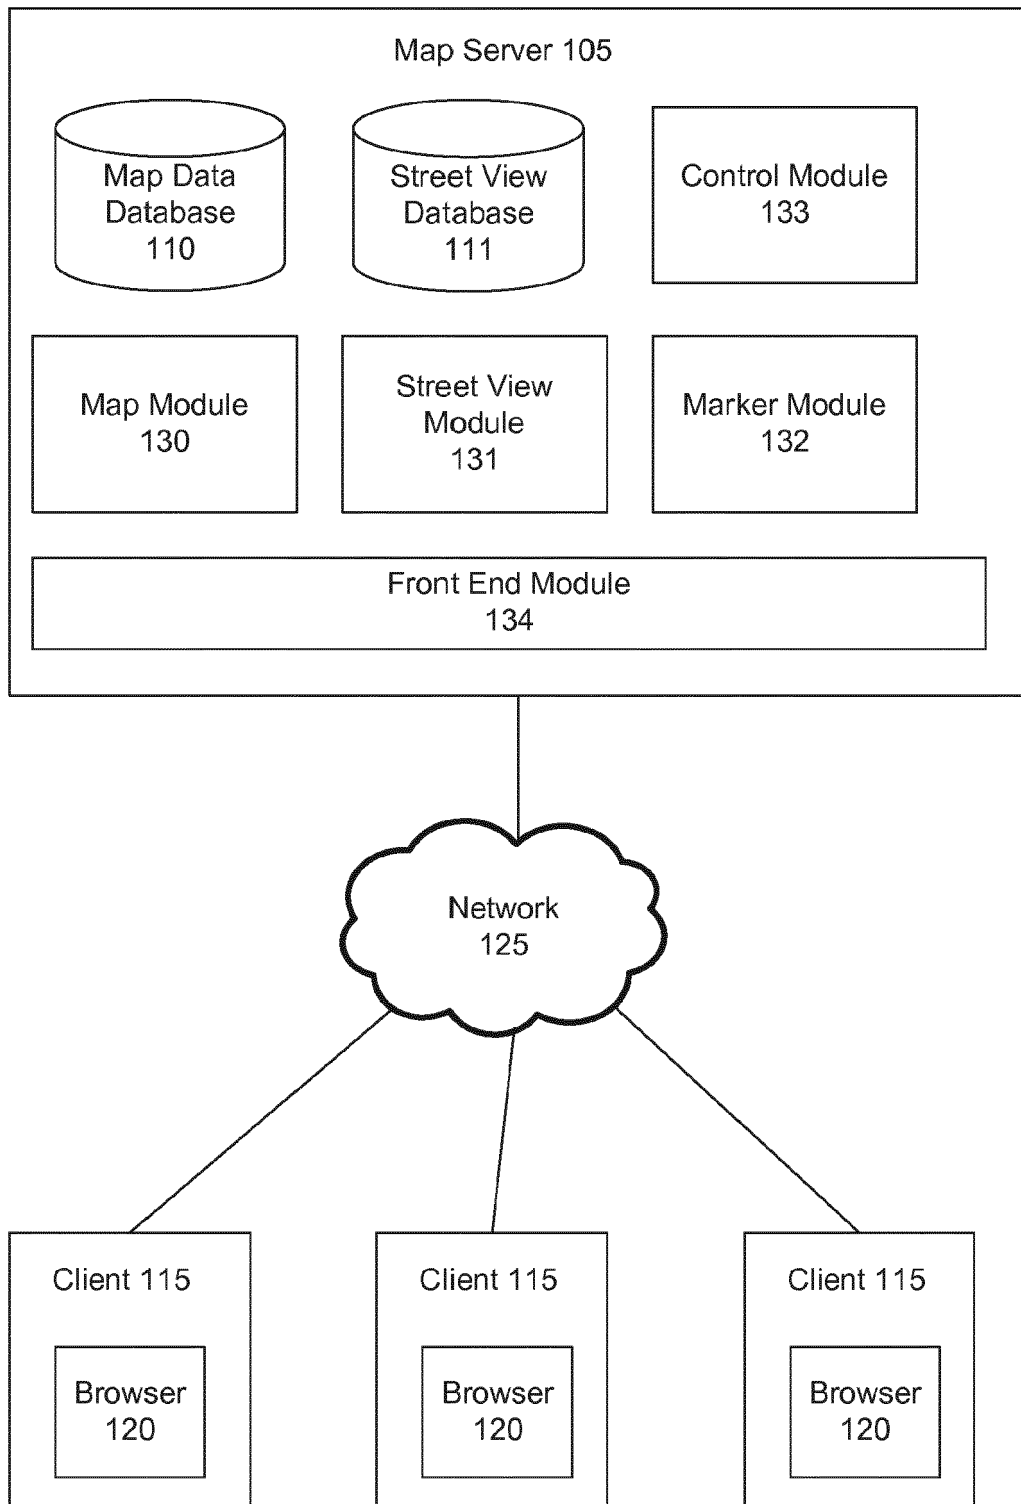 Map Server 105
Map Data
Database
110
Street View
Database
111
Control Module
133
Map Module
130
Street View
Module
131
Marker Module
132
Front End Module
134
Network
125
Client 115
Browser
120
Client 115
Browser
120
Client 115
Browser
120